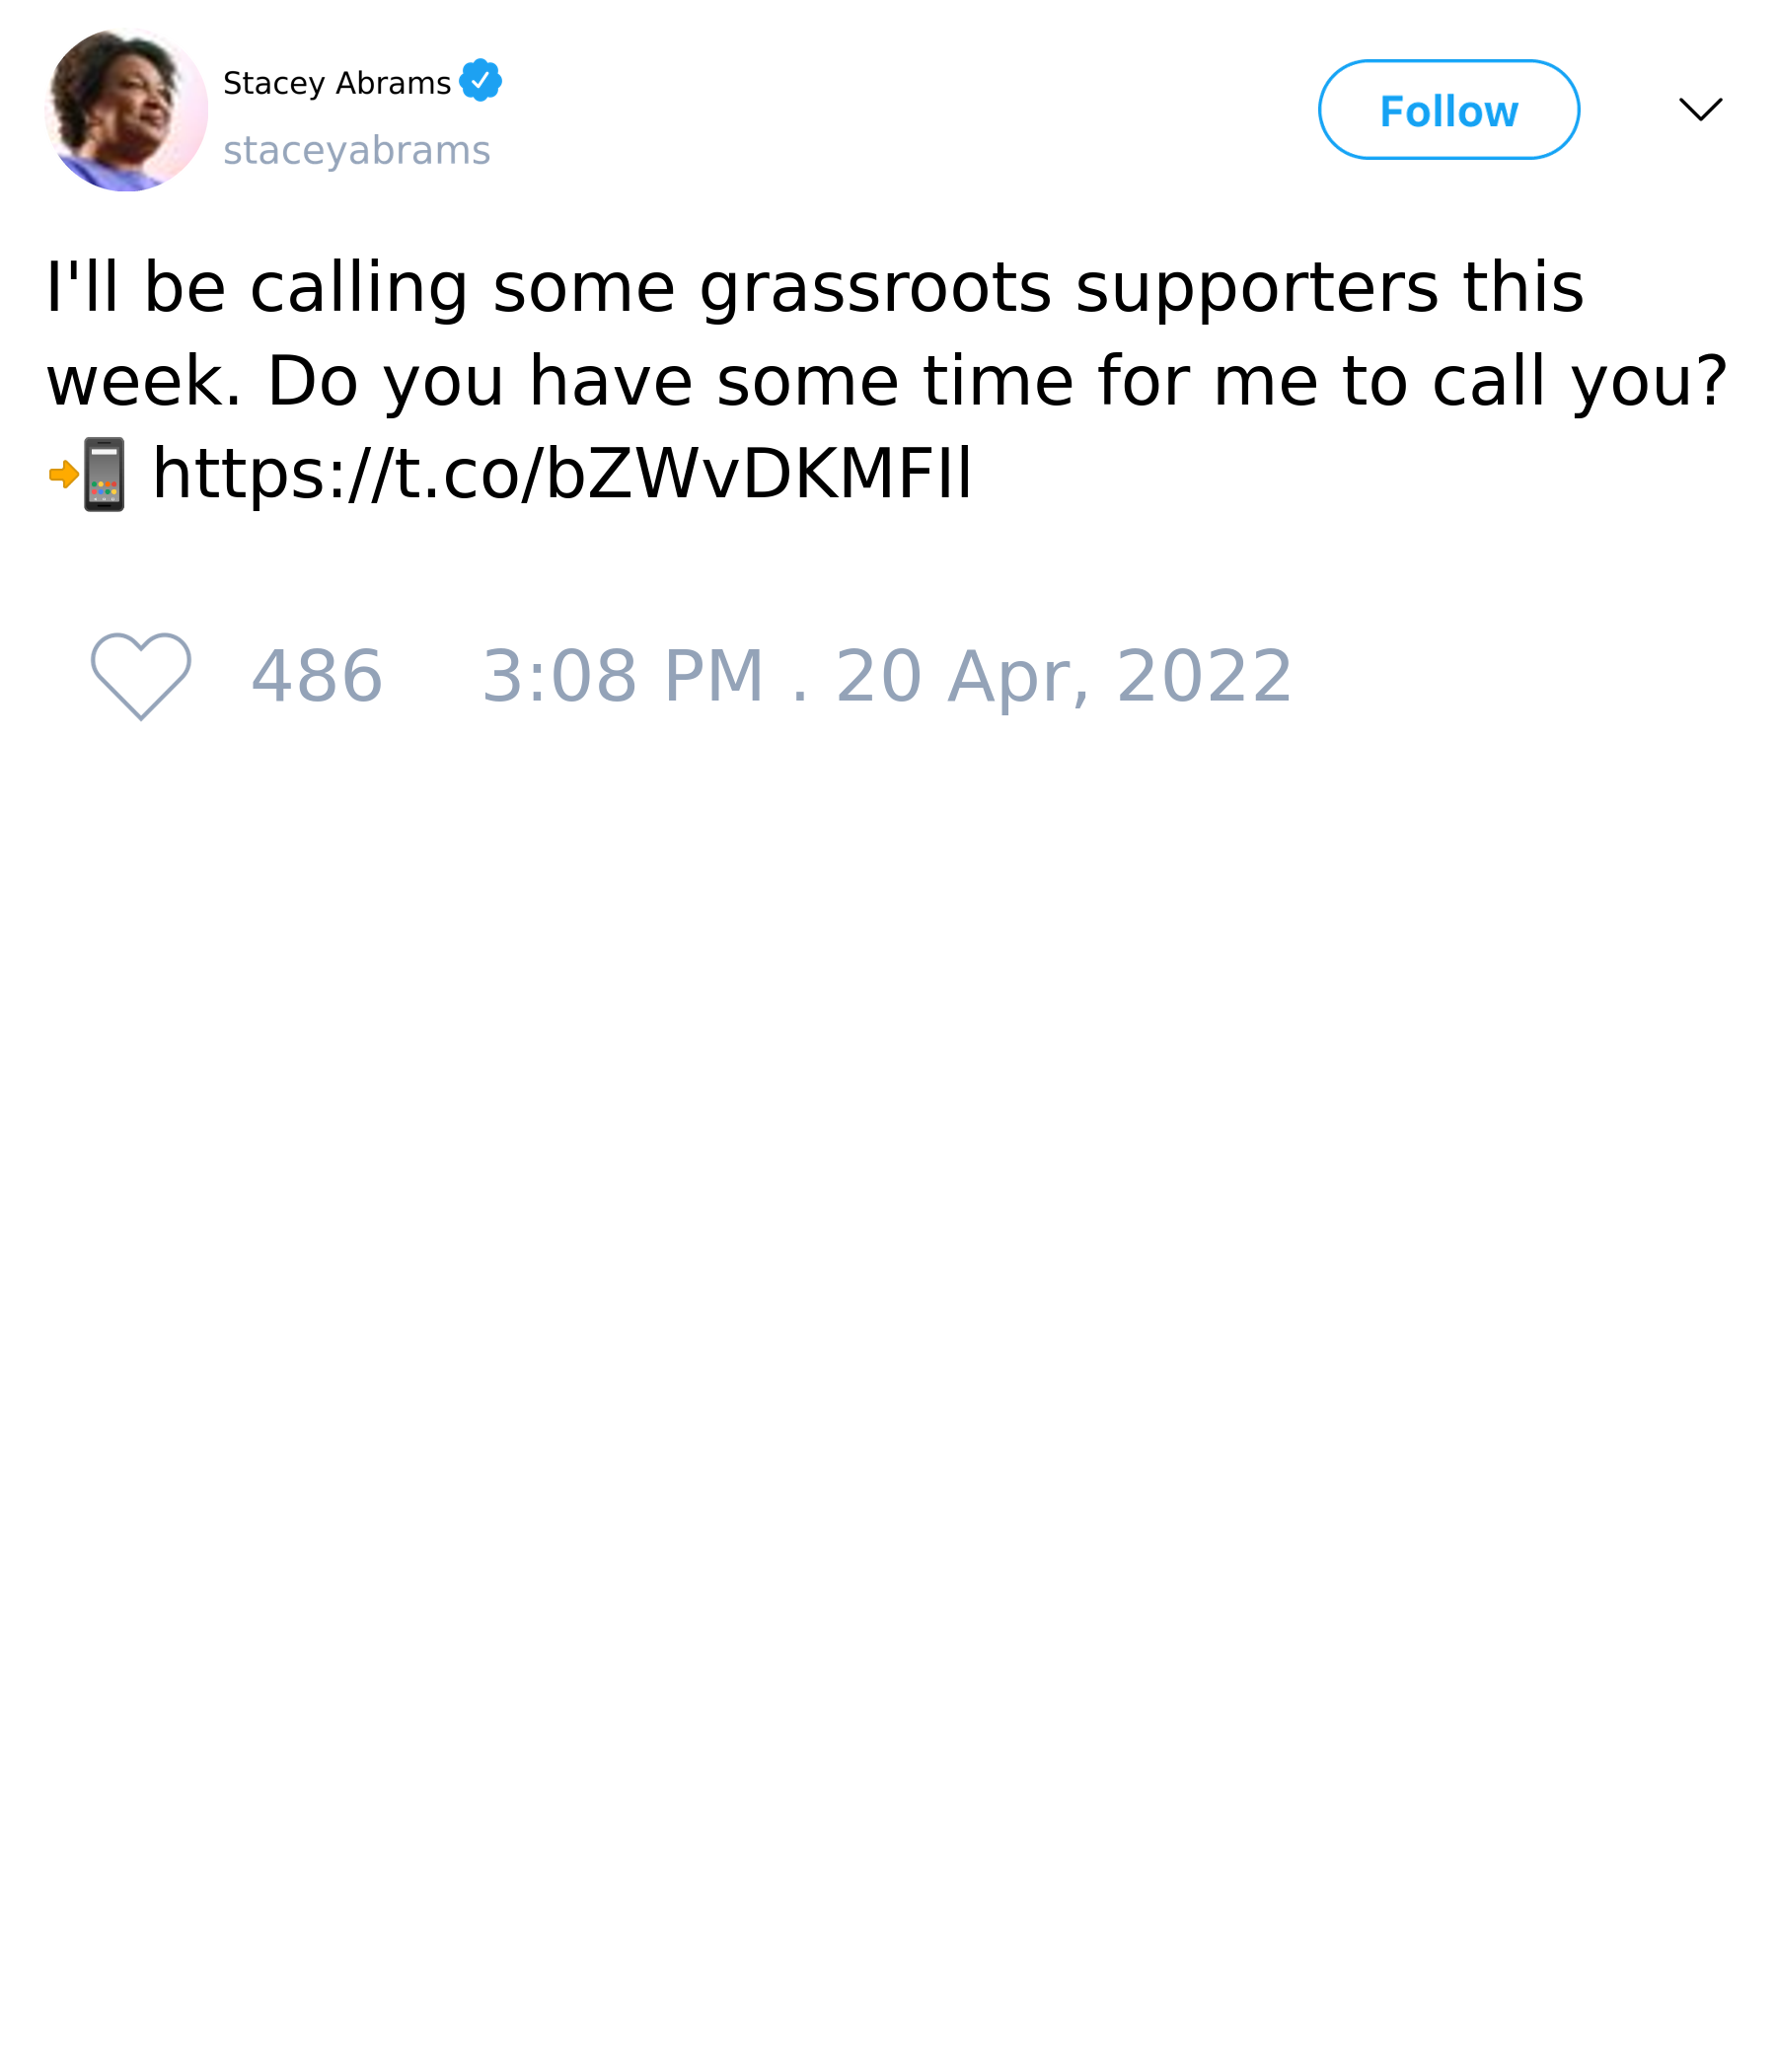 Stacey Abrams
staceyabrams
Follow
I'll be calling some grassroots supporters this
week. Do you have some time for me to call you?
📲 https://t.co/bZWvDKMFIl
486 3:08 PM . 20 Apr, 2022